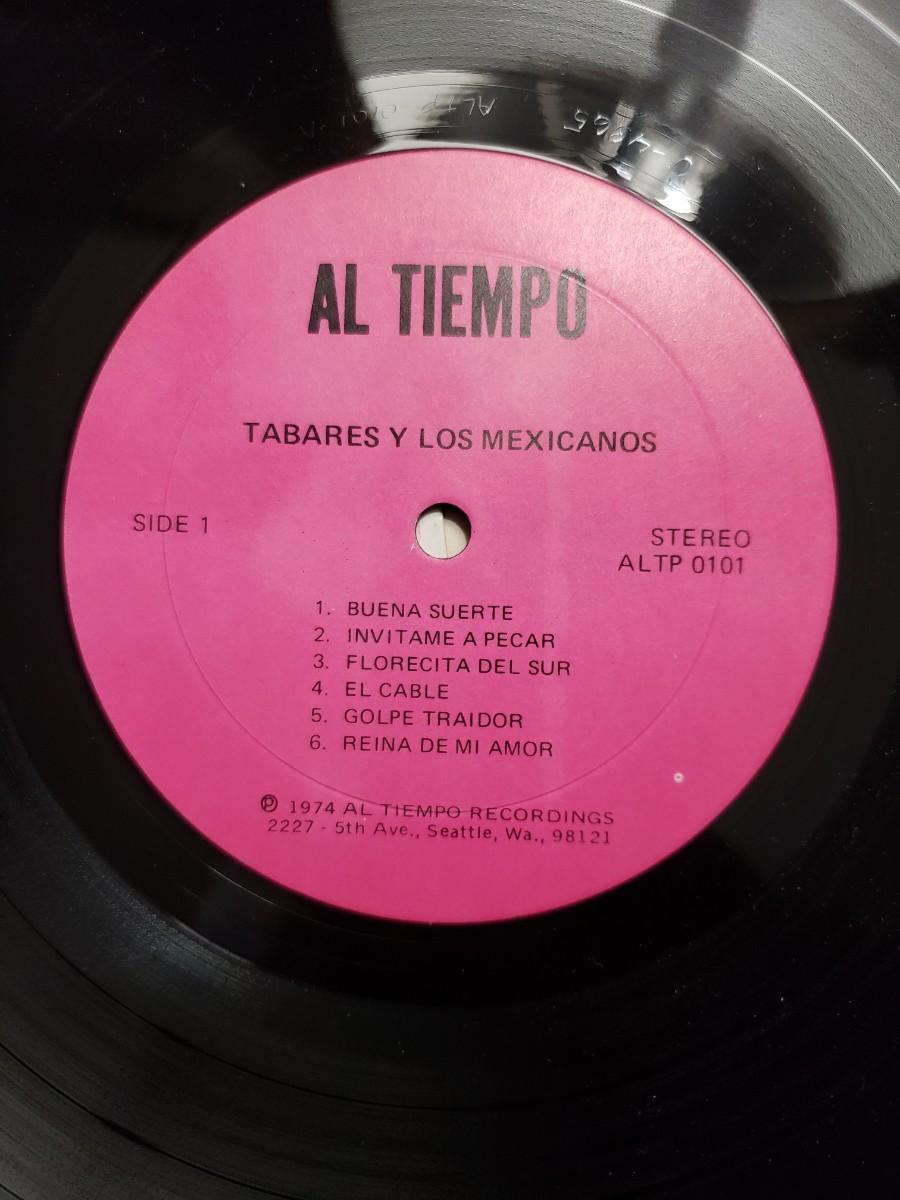 AL TIEMPO
TABARES Y LOS MEXICANOS
SIDE 1
STEREO
ALTP 0101
1. BUENA SUERTE
2. INVITAME A PECAR
3. FLORECITA DEL SUR
4. EL CABLE
5. GOLPE TRAIDOR
6. REINA DE MI AMOR
℗ 1974 AL TIEMPO RECORDINGS
2227 - 5th Ave., Seattle, Wa., 98121